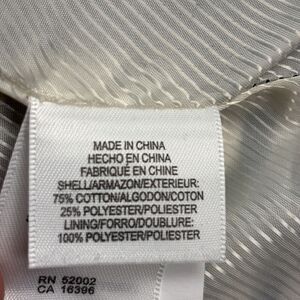 MADE IN CHINA
HECHO EN CHINA
FABRIQUÉ EN CHINE
SHELL/ARMAZON/EXTERIEUR:
75% COTTON/ALGODON/COTON
25% POLYESTER/POLIESTER
LINING/FORRO/DOUBLURE:
100% POLYESTER/POLIESTER
RN 52002
CA 16396